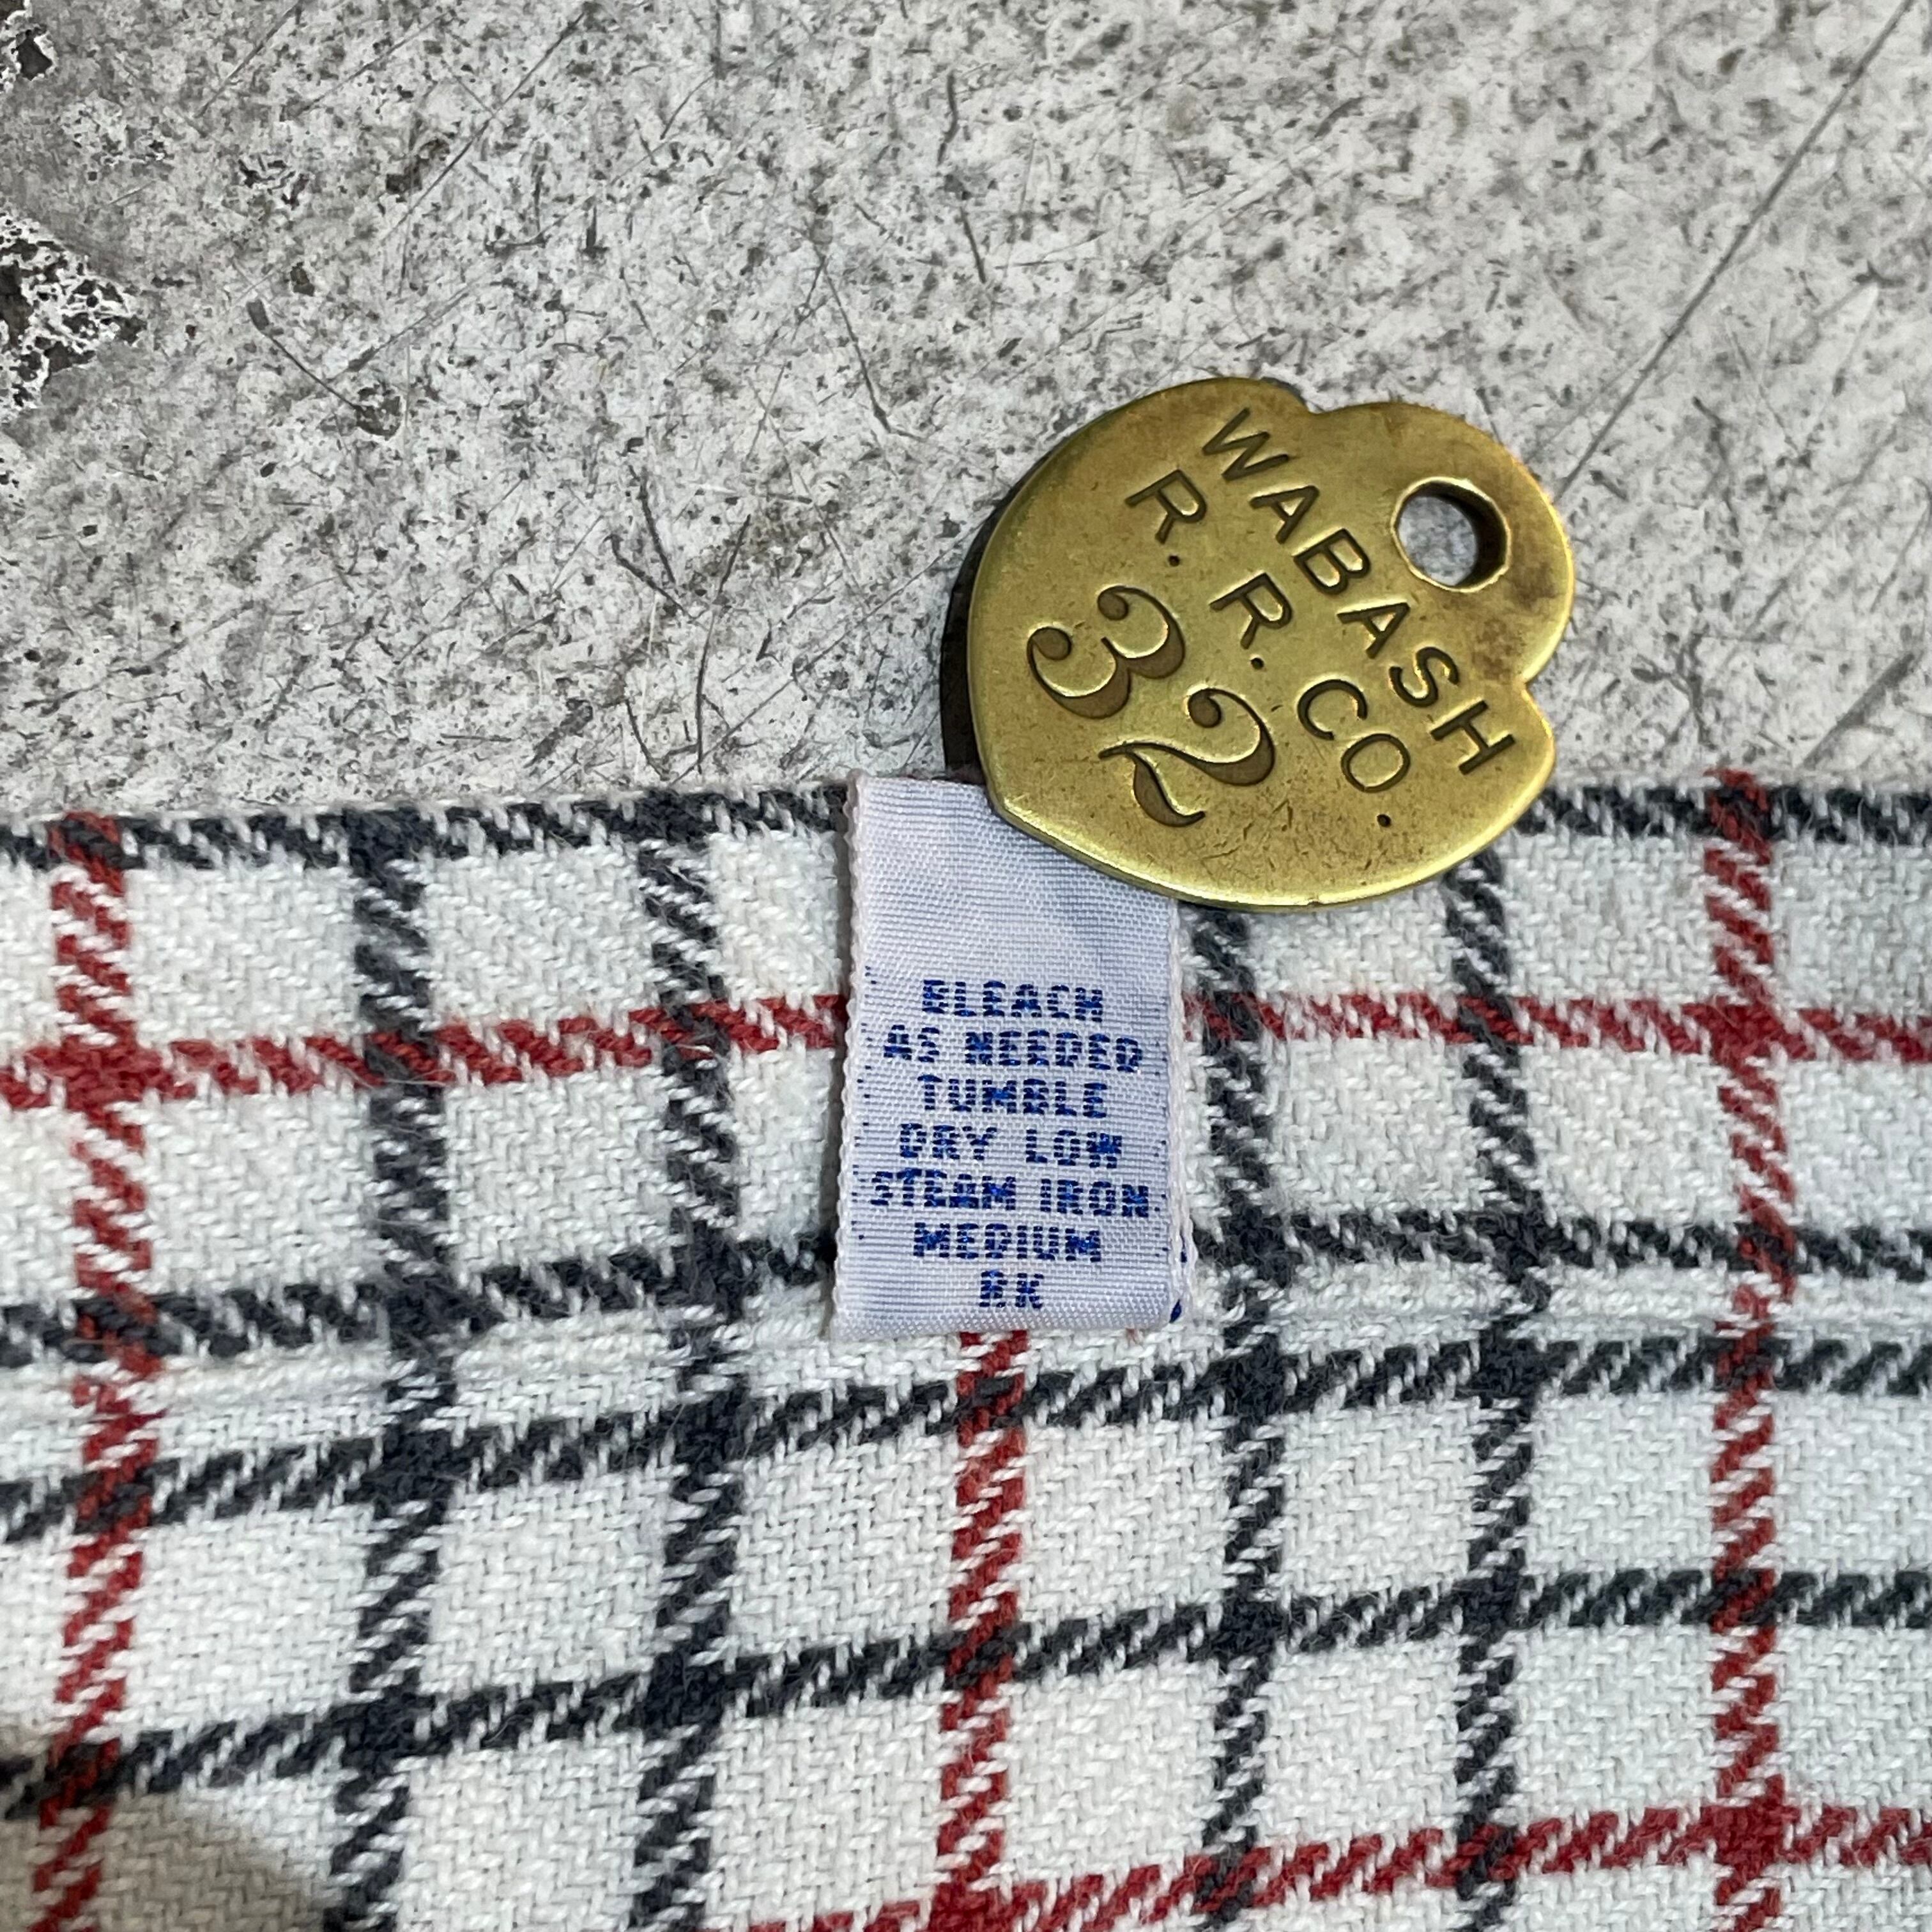 WABASH
R. R. CO.
32
BLEACH
AS NEEDED
TUMBLE
DRY LOW
STEAM IRON
MEDIUM
RK